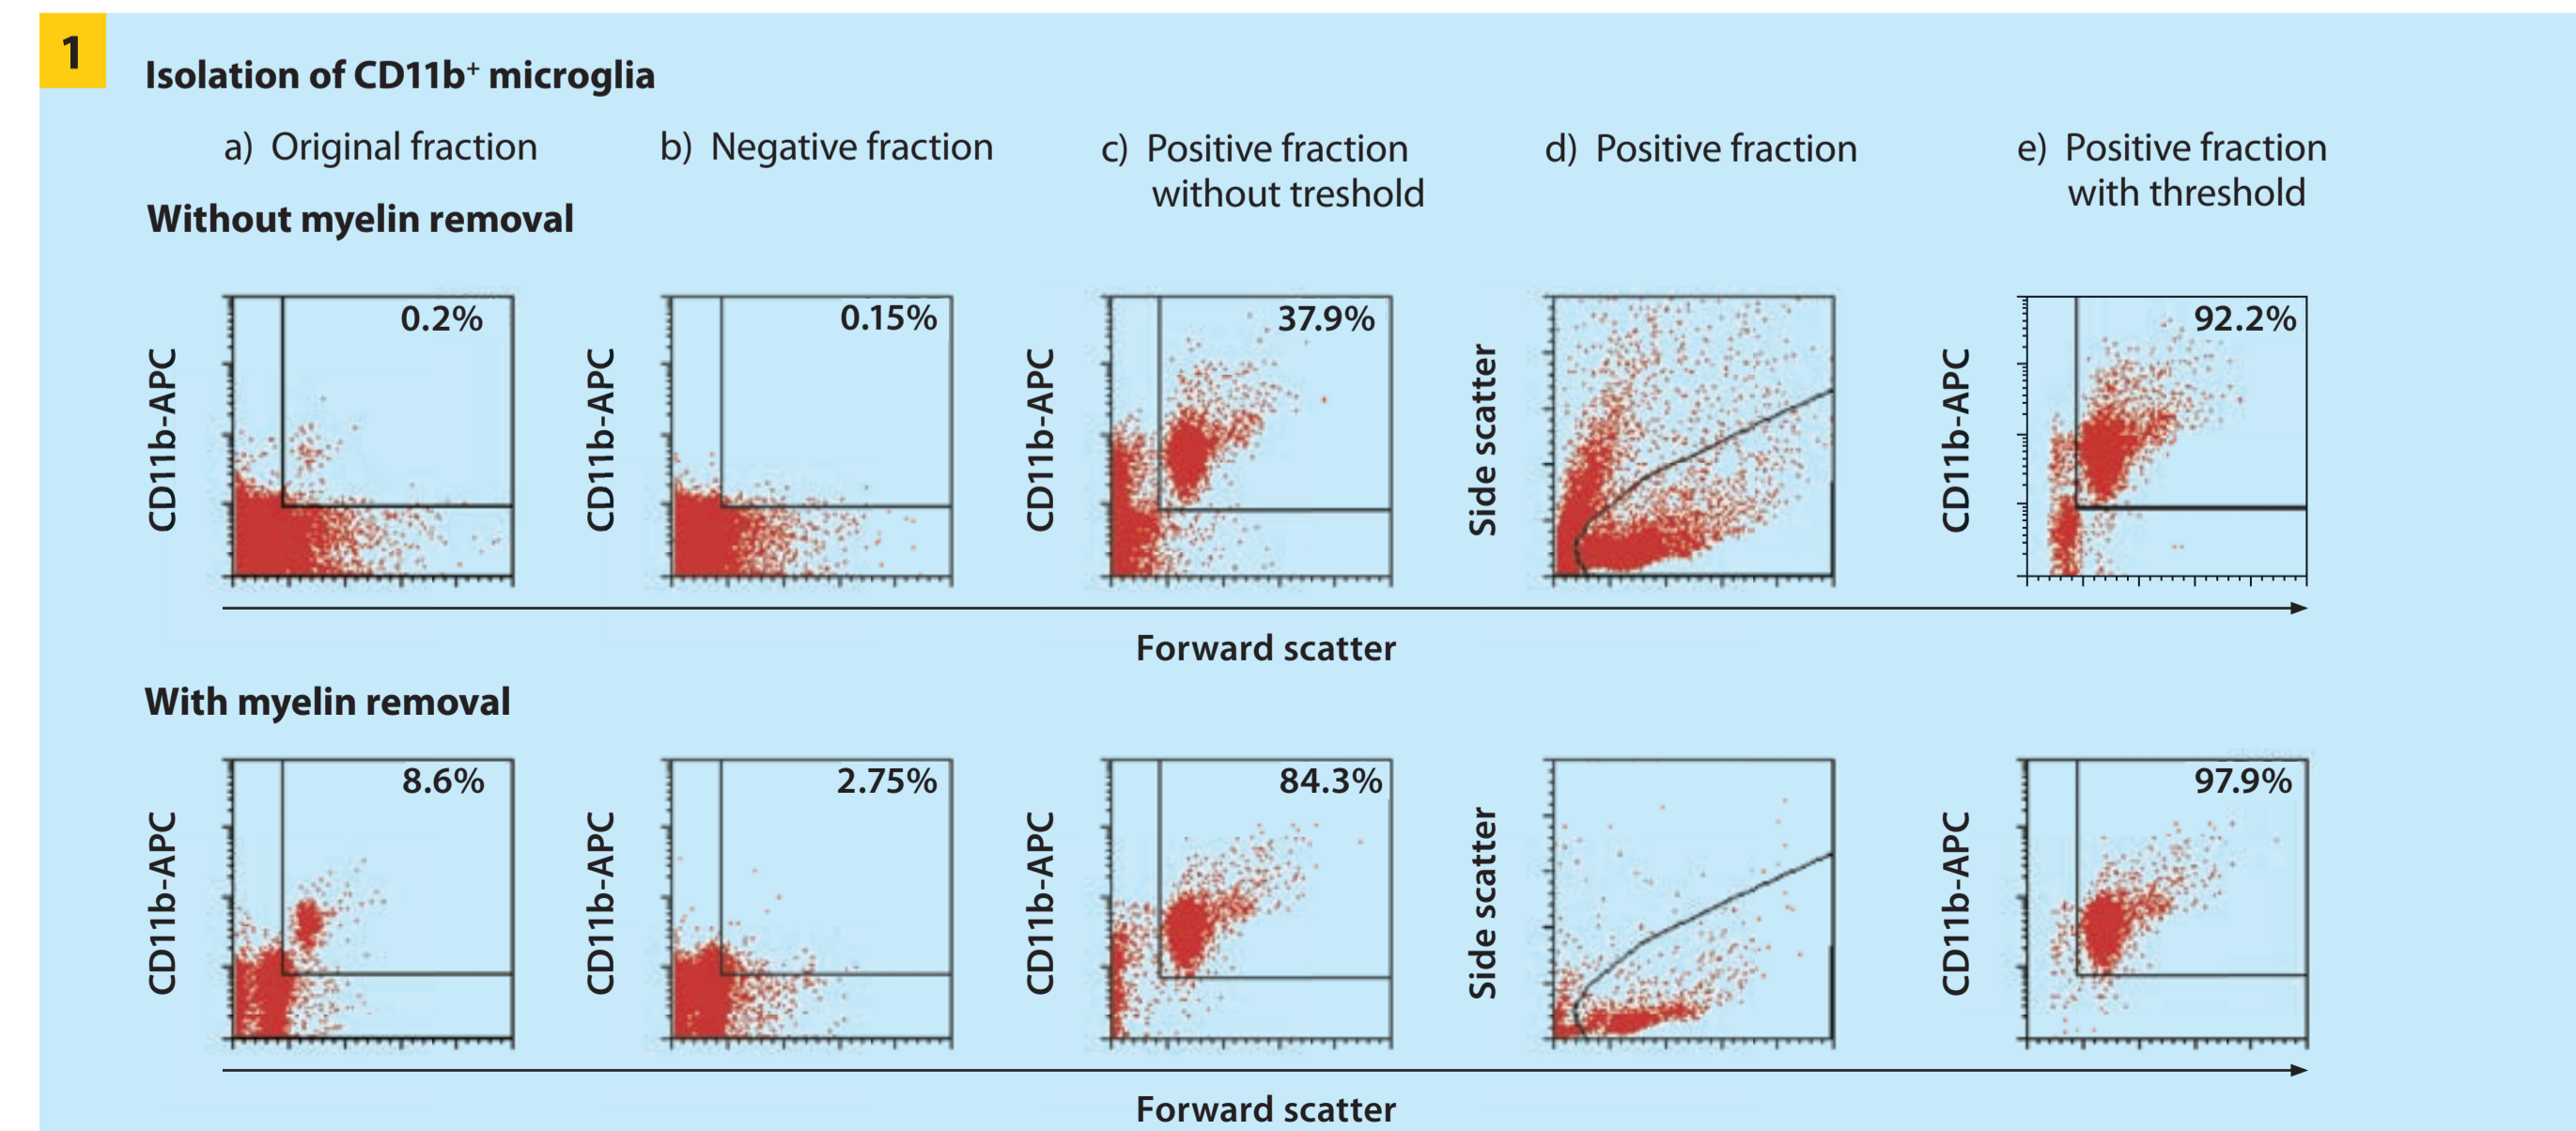 1
Isolation of CD11b⁺ microglia
a) Original fraction
b) Negative fraction
c) Positive fraction
without treshold
d) Positive fraction
e) Positive fraction
with threshold
Without myelin removal
CD11b-APC
0.2%
CD11b-APC
0.15%
CD11b-APC
37.9%
Side scatter
CD11b-APC
92.2%
Forward scatter
With myelin removal
CD11b-APC
8.6%
CD11b-APC
2.75%
CD11b-APC
84.3%
Side scatter
CD11b-APC
97.9%
Forward scatter